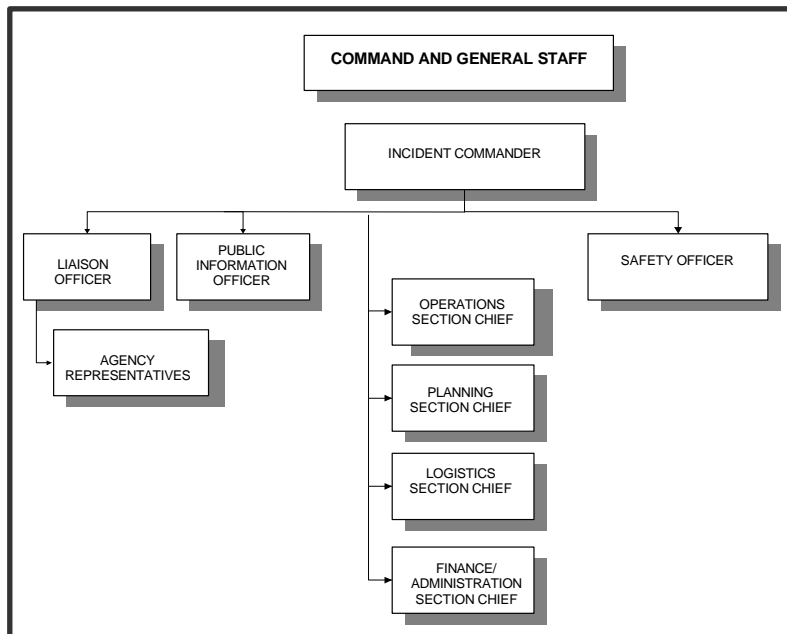 COMMAND AND GENERAL STAFF
INCIDENT COMMANDER
LIAISON
OFFICER
PUBLIC
INFORMATION
OFFICER
SAFETY OFFICER
AGENCY
REPRESENTATIVES
OPERATIONS
SECTION CHIEF
PLANNING
SECTION CHIEF
LOGISTICS
SECTION CHIEF
FINANCE/
ADMINISTRATION
SECTION CHIEF